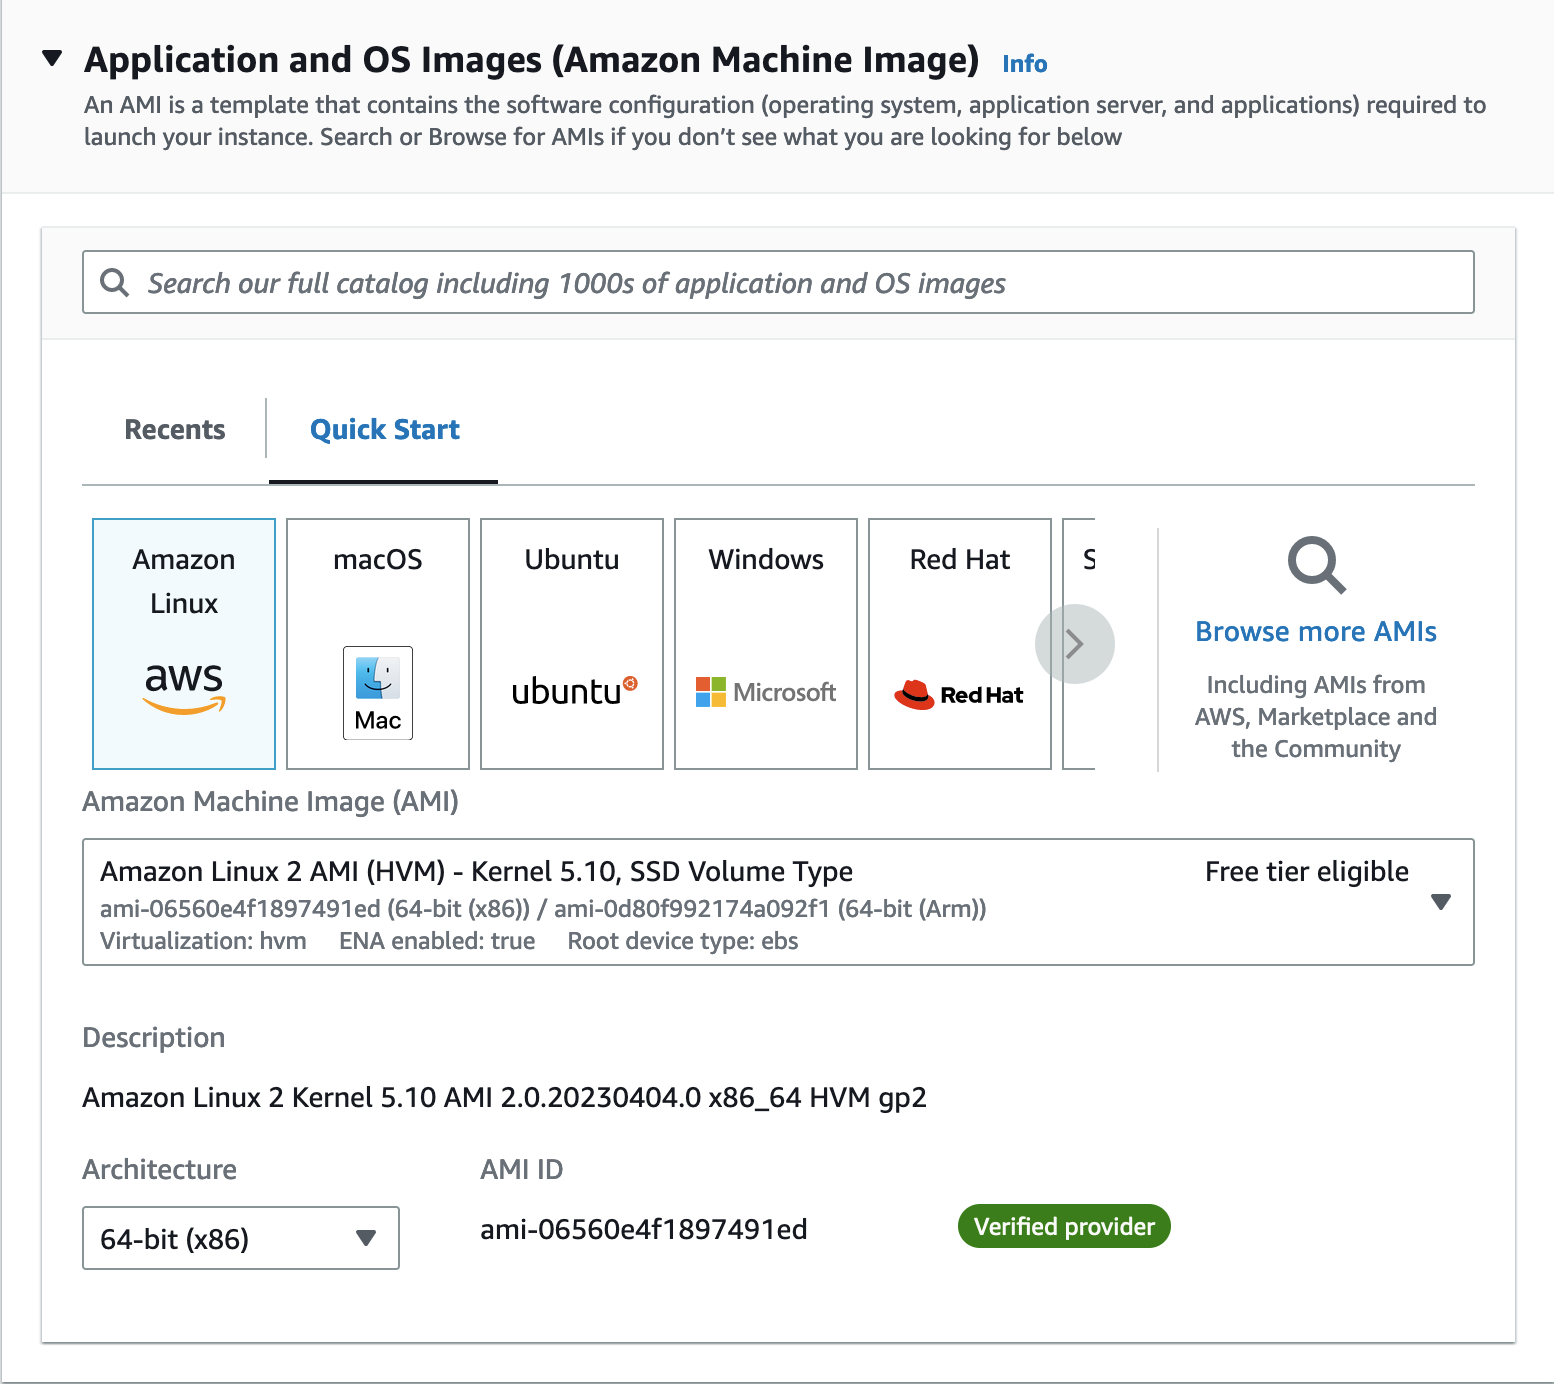 Application and OS Images (Amazon Machine Image) Info
An AMI is a template that contains the software configuration (operating system, application server, and applications) required to
launch your instance. Search or Browse for AMIs if you don’t see what you are looking for below
Search our full catalog including 1000s of application and OS images
Recents
Quick Start
Amazon
Linux
aws
macOS
Mac
Ubuntu
ubuntu
Windows
Microsoft
Red Hat
Red Hat
S
Browse more AMIs
Including AMIs from
AWS, Marketplace and
the Community
Amazon Machine Image (AMI)
Amazon Linux 2 AMI (HVM) - Kernel 5.10, SSD Volume Type
Free tier eligible
ami-06560e4f1897491ed (64-bit (x86)) / ami-0d80f992174a092f1 (64-bit (Arm))
Virtualization: hvm ENA enabled: true Root device type: ebs
Description
Amazon Linux 2 Kernel 5.10 AMI 2.0.20230404.0 x86_64 HVM gp2
Architecture
AMI ID
64-bit (x86)
ami-06560e4f1897491ed
Verified provider